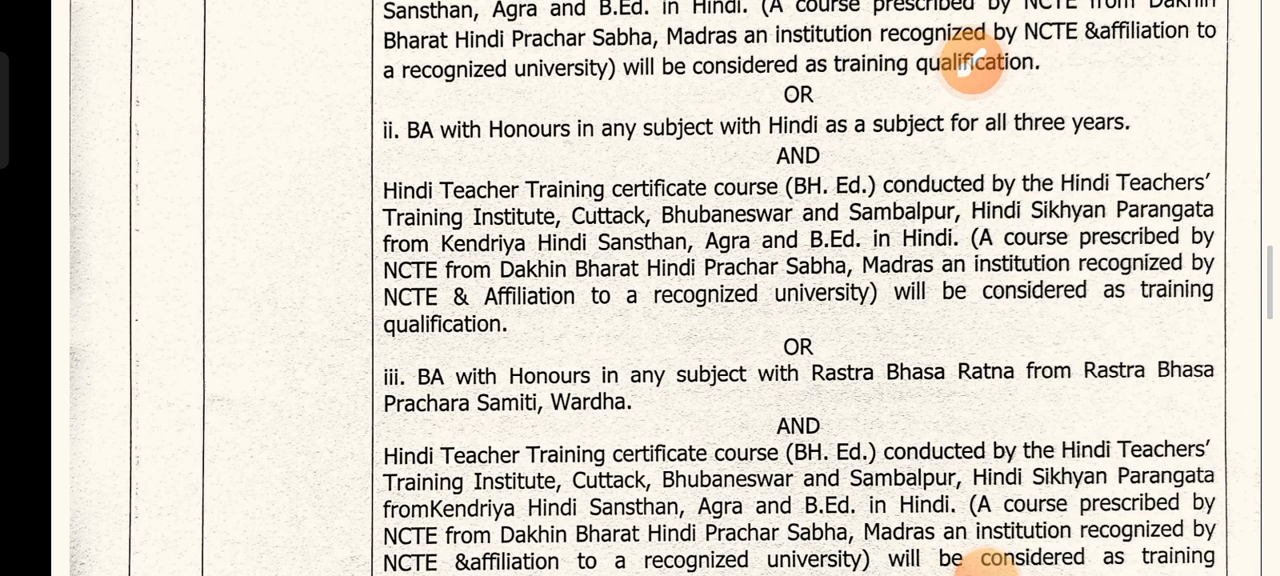 Sansthan, Agra and B.Ed. in Hindi. (A course prescribed by NCTE from Dakhin
Bharat Hindi Prachar Sabha, Madras an institution recognized by NCTE &affiliation to
a recognized university) will be considered as training qualification.
OR
ii. BA with Honours in any subject with Hindi as a subject for all three years.
AND
Hindi Teacher Training certificate course (BH. Ed.) conducted by the Hindi Teachers’
Training Institute, Cuttack, Bhubaneswar and Sambalpur, Hindi Sikhyan Parangata
from Kendriya Hindi Sansthan, Agra and B.Ed. in Hindi. (A course prescribed by
NCTE from Dakhin Bharat Hindi Prachar Sabha, Madras an institution recognized by
NCTE & Affiliation to a recognized university) will be considered as training
qualification.
OR
iii. BA with Honours in any subject with Rastra Bhasa Ratna from Rastra Bhasa
Prachara Samiti, Wardha.
AND
Hindi Teacher Training certificate course (BH. Ed.) conducted by the Hindi Teachers’
Training Institute, Cuttack, Bhubaneswar and Sambalpur, Hindi Sikhyan Parangata
fromKendriya Hindi Sansthan, Agra and B.Ed. in Hindi. (A course prescribed by
NCTE from Dakhin Bharat Hindi Prachar Sabha, Madras an institution recognized by
NCTE &affiliation to a recognized university) will be considered as training